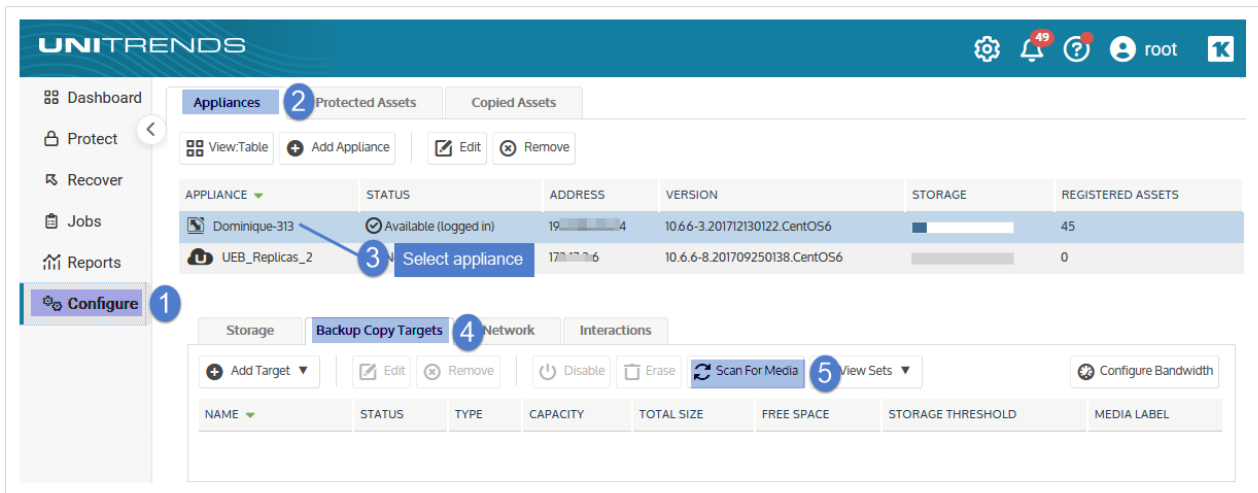 UNITRENDS 49 ? root K
Dashboard
Protect
Recover
Jobs
Reports
Configure 1
Appliances 2 Protected Assets Copied Assets
View:Table Add Appliance Edit Remove
APPLIANCE STATUS ADDRESS VERSION STORAGE REGISTERED ASSETS
Dominique-313 Available (logged in) 19 4 10.6.6-3.201712130122.CentOS6 45
UEB_Replicas_2 3 Select appliance 6 10.6.6-8.201709250138.CentOS6 0
Storage Backup Copy Targets 4 Network Interactions
Add Target Edit Remove Disable Erase Scan For Media 5 View Sets Configure Bandwidth
NAME STATUS TYPE CAPACITY TOTAL SIZE FREE SPACE STORAGE THRESHOLD MEDIA LABEL